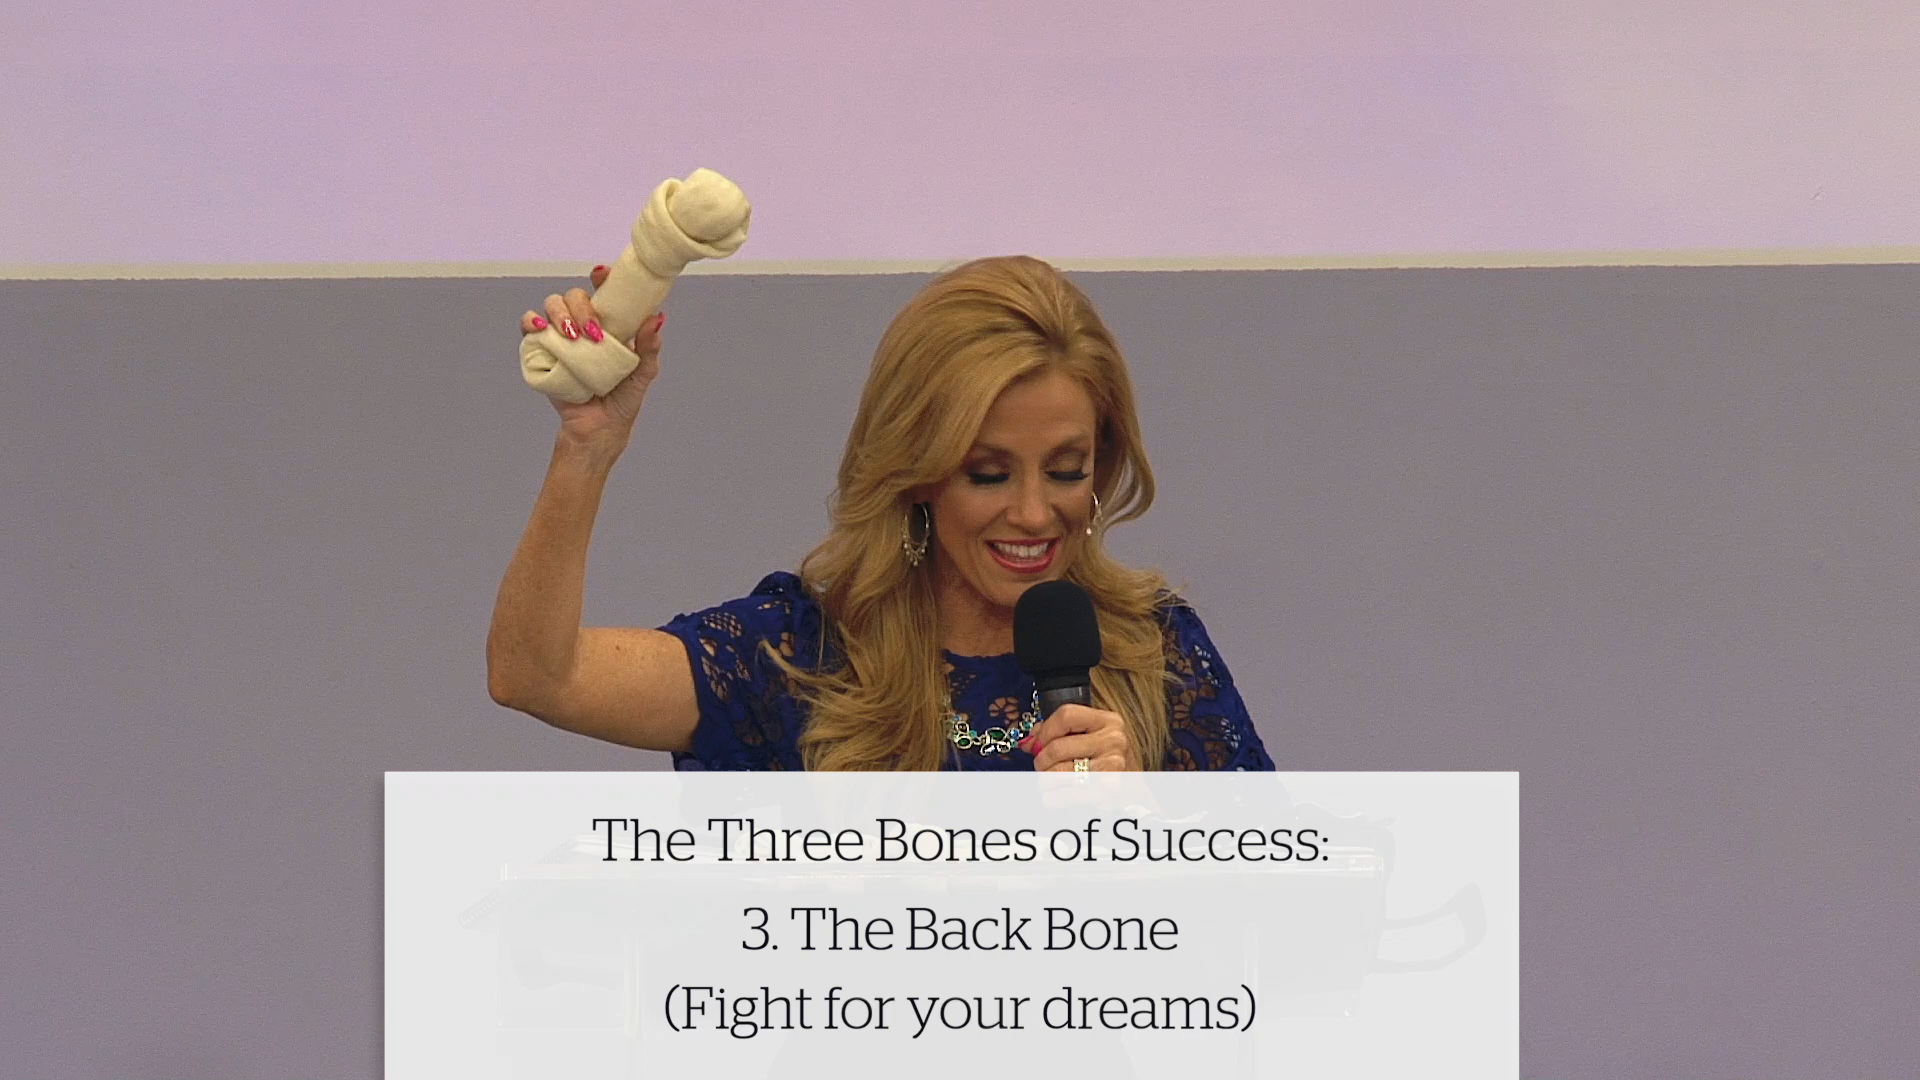 The Three Bones of Success:
3. The Back Bone
(Fight for your dreams)